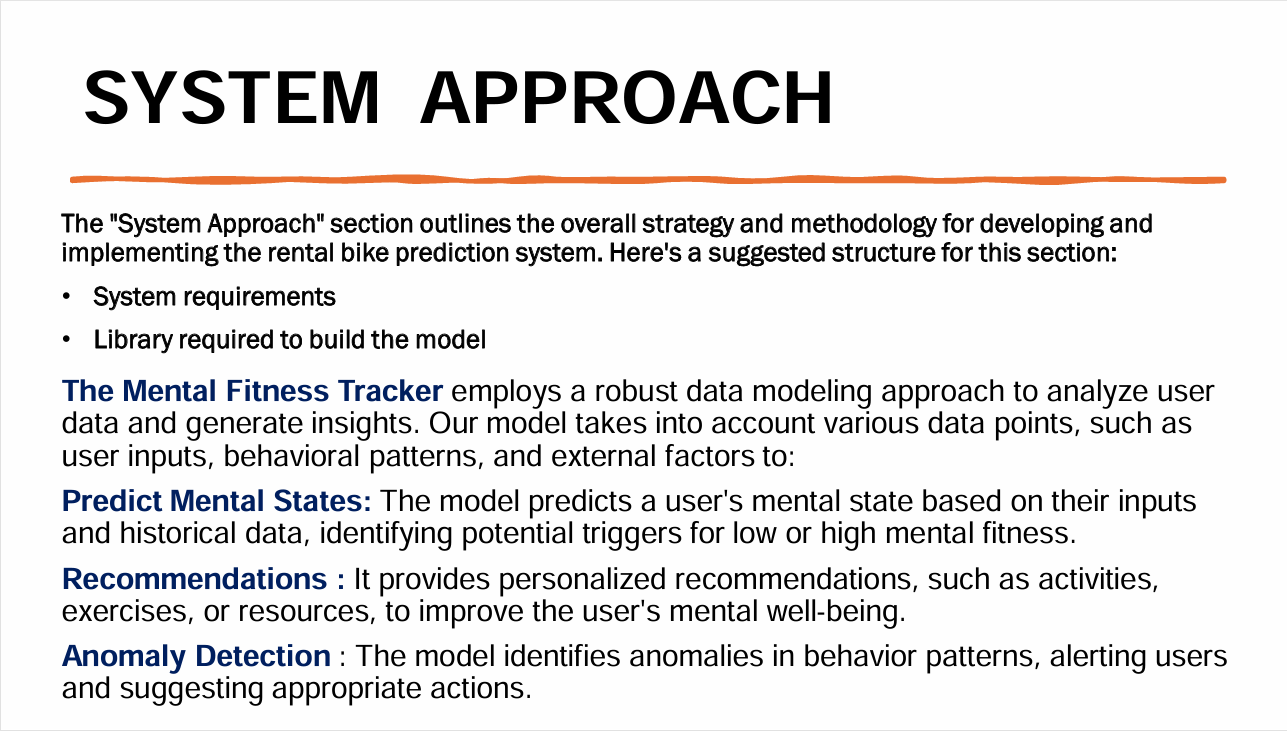 SYSTEM APPROACH
The "System Approach" section outlines the overall strategy and methodology for developing and
implementing the rental bike prediction system. Here's a suggested structure for this section:
• System requirements
• Library required to build the model
The Mental Fitness Tracker employs a robust data modeling approach to analyze user
data and generate insights. Our model takes into account various data points, such as
user inputs, behavioral patterns, and external factors to:
Predict Mental States: The model predicts a user's mental state based on their inputs
and historical data, identifying potential triggers for low or high mental fitness.
Recommendations : It provides personalized recommendations, such as activities,
exercises, or resources, to improve the user's mental well-being.
Anomaly Detection : The model identifies anomalies in behavior patterns, alerting users
and suggesting appropriate actions.